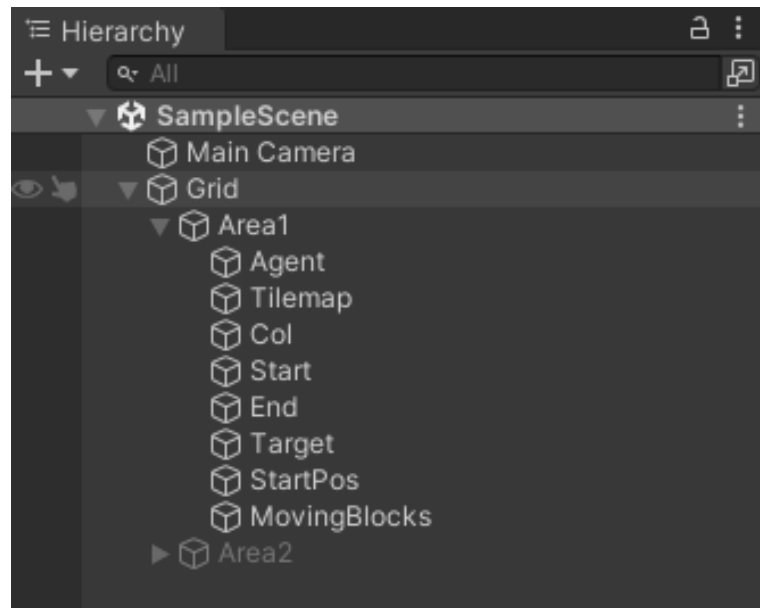 Hierarchy
All
SampleScene
Main Camera
Grid
Area1
Agent
Tilemap
Col
Start
End
Target
StartPos
MovingBlocks
Area2